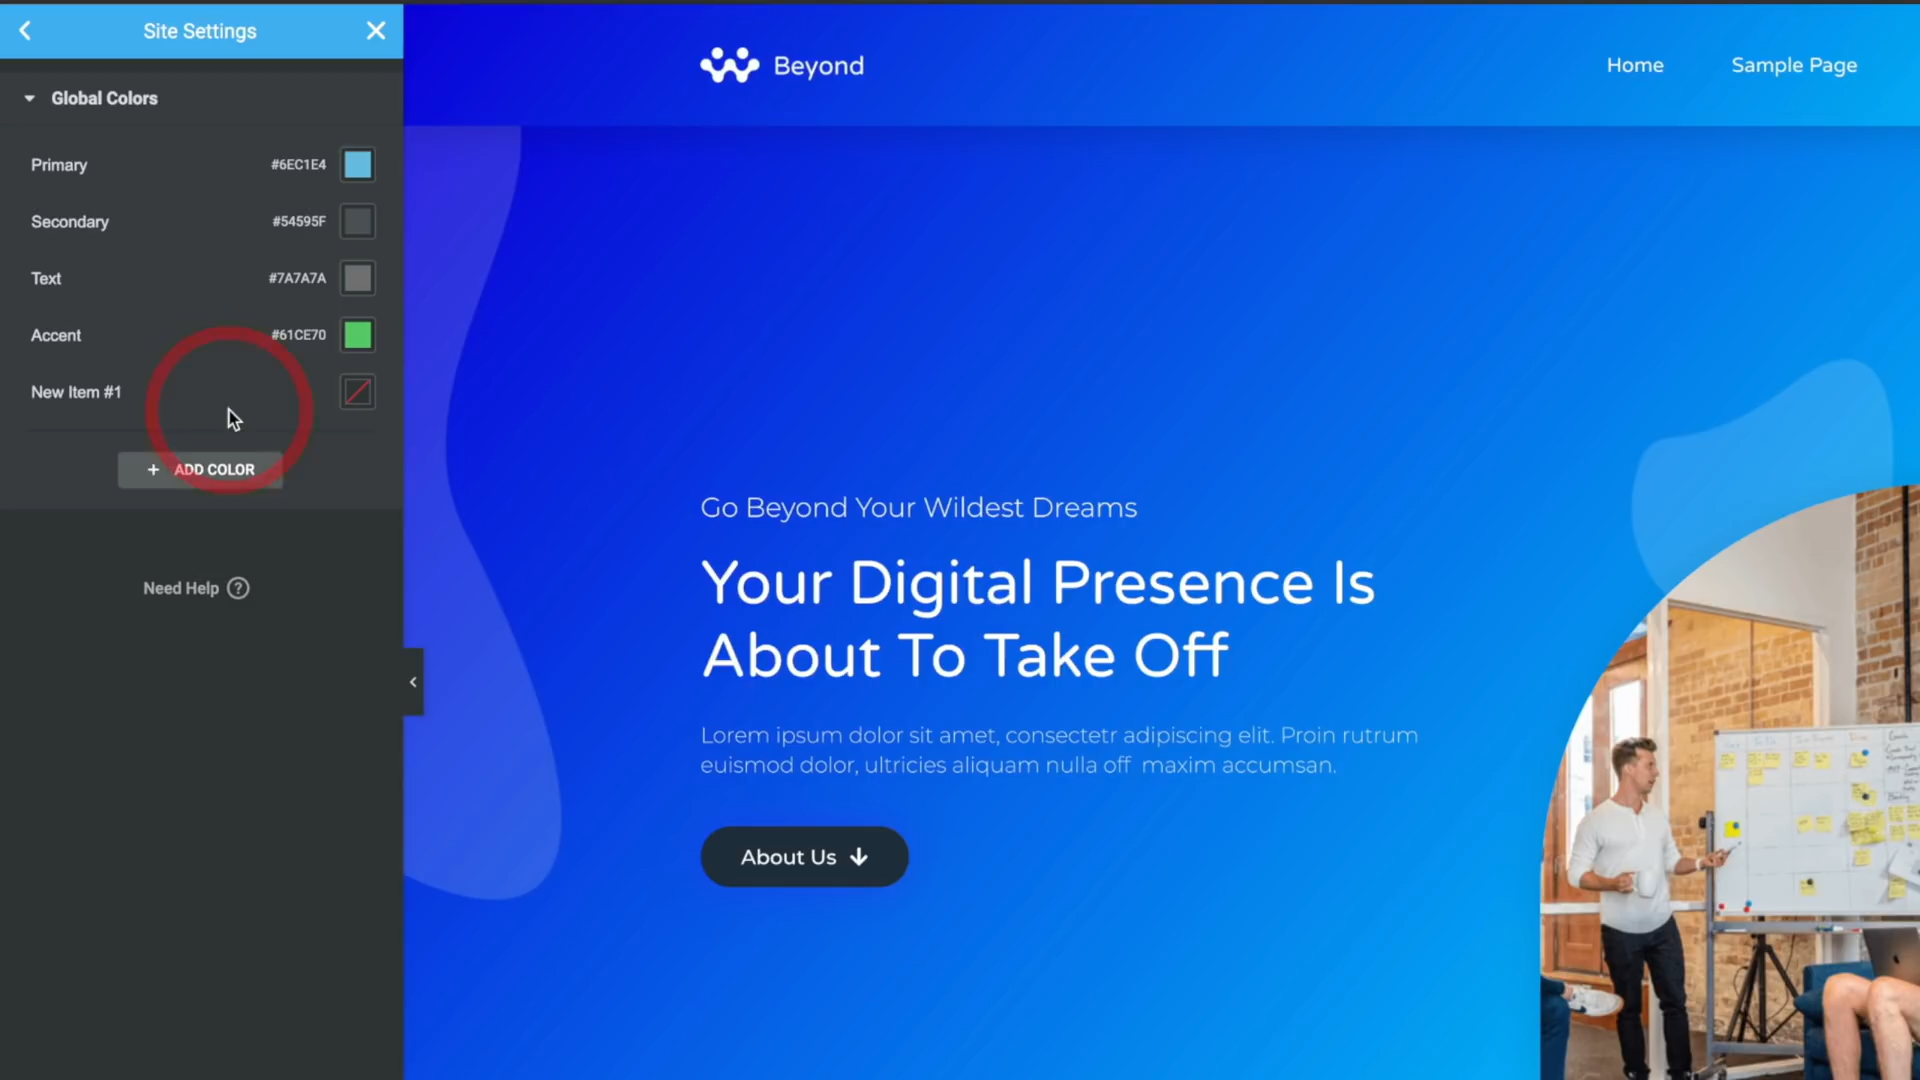 Site Settings
Global Colors
Primary #6EC1E4
Secondary #54595F
Text #7A7A7A
Accent #61CE70
New Item #1
+ ADD COLOR
Need Help ?
Beyond
Home Sample Page
Go Beyond Your Wildest Dreams
Your Digital Presence Is
About To Take Off
Lorem ipsum dolor sit amet, consectetr adipiscing elit. Proin rutrum
euismod dolor, ultricies aliquam nulla off maxim accumsan.
About Us